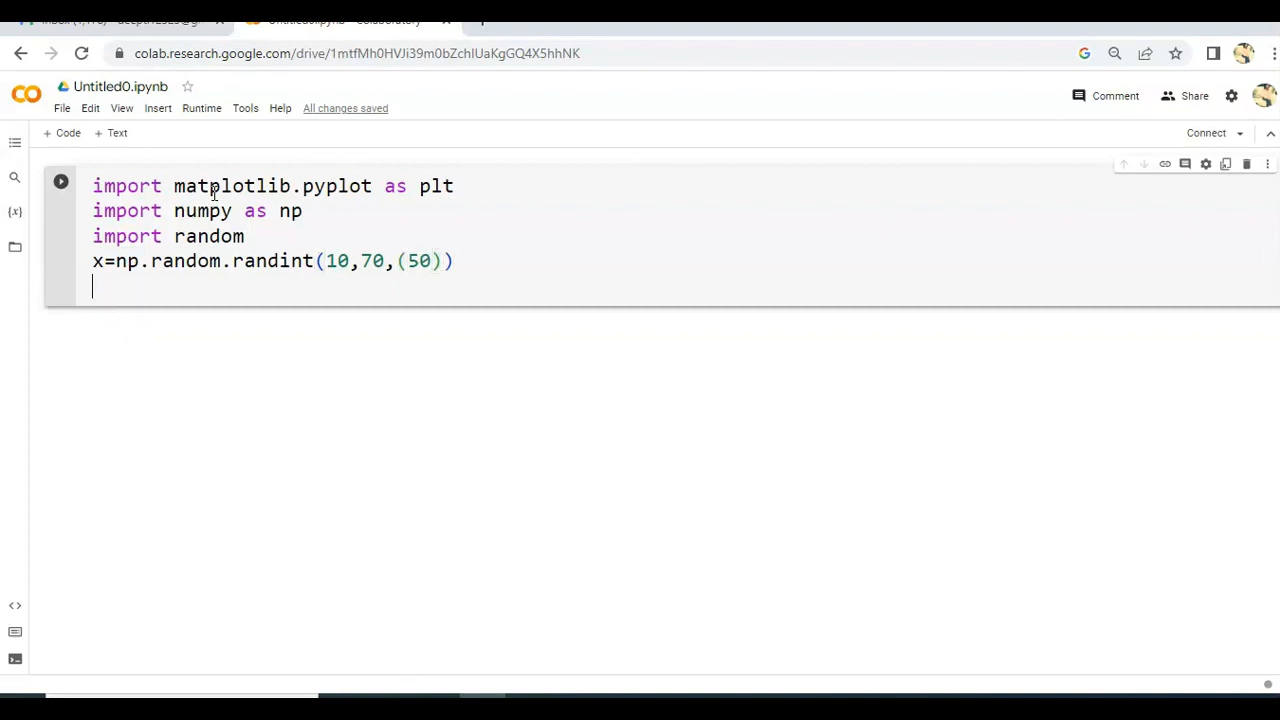 colab.research.google.com/drive/1mtfMh0HVJi39m0bZchIUaKgGQ4X5hhNK
Untitled0.ipynb
File Edit View Insert Runtime Tools Help All changes saved
Comment Share
+ Code + Text
Connect
import matplotlib.pyplot as plt
import numpy as np
import random
x=np.random.randint(10,70,(50))